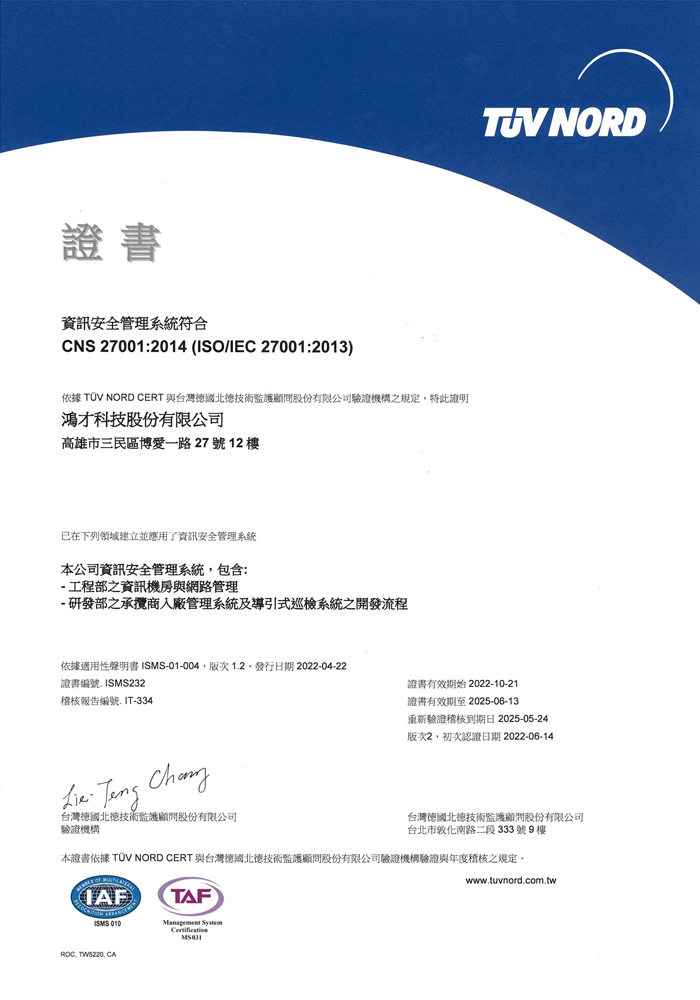 TÜV NORD
證書
資訊安全管理系統符合
CNS 27001:2014 (ISO/IEC 27001:2013)
依據 TÜV NORD CERT 與台灣德國北德技術監護顧問股份有限公司驗證機構之規定，特此證明
鴻才科技股份有限公司
高雄市三民區博愛一路 27 號 12 樓
已在下列領域建立並應用了資訊安全管理系統
本公司資訊安全管理系統，包含:
- 工程部之資訊機房與網路管理
- 研發部之承攬商入廠管理系統及導引式巡檢系統之開發流程
依據適用性聲明書 ISMS-01-004，版次 1.2，發行日期 2022-04-22
證書編號. ISMS232
稽核報告編號. IT-334
證書有效期始 2022-10-21
證書有效期至 2025-06-13
重新驗證稽核到期日 2025-05-24
版次2，初次認證日期 2022-06-14
Lie-Teng Chang
台灣德國北德技術監護顧問股份有限公司
驗證機構
台灣德國北德技術監護顧問股份有限公司
台北市敦化南路二段 333 號 9 樓
本證書依據 TÜV NORD CERT 與台灣德國北德技術監護顧問股份有限公司驗證機構驗證與年度稽核之規定。
www.tuvnord.com.tw
MEMBER OF MULTILATERAL
IAF
RECOGNITION ARRANGEMENT
ISMS 010
TAF
Management System
Certification
MS031
ROC, TW5220, CA